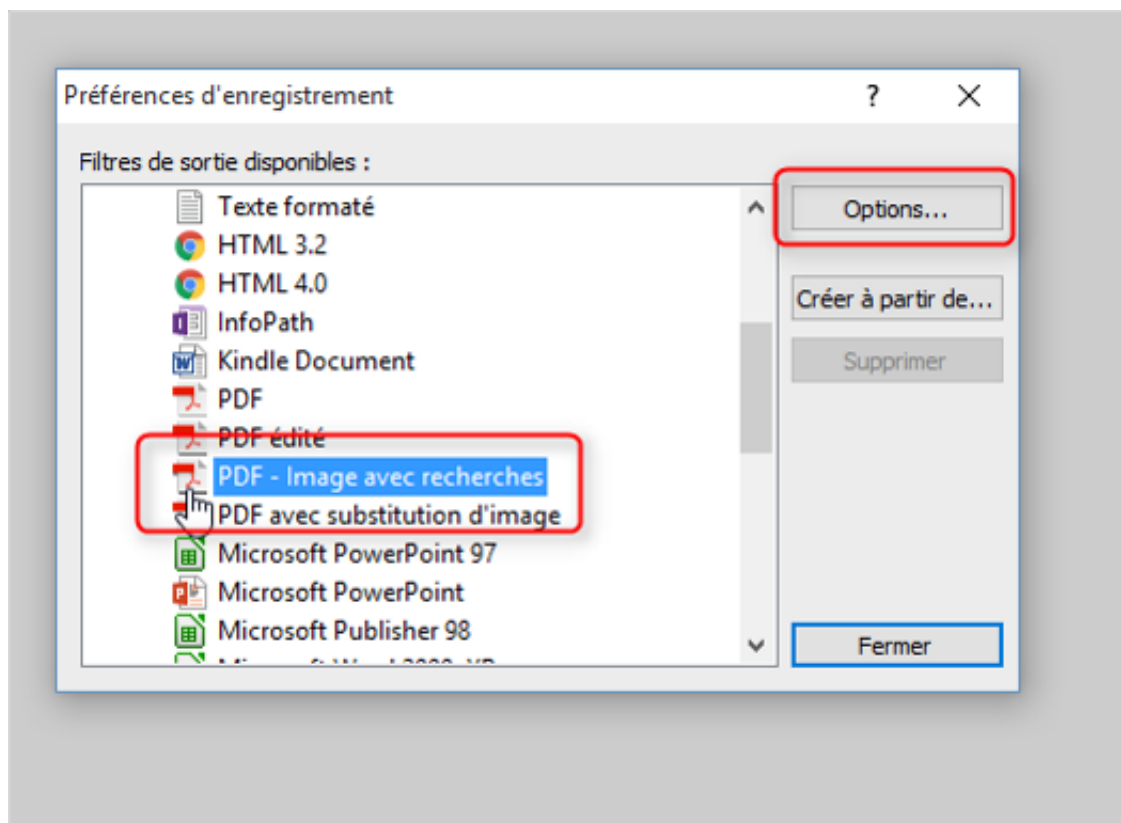 Préférences d'enregistrement
?
Filtres de sortie disponibles :
Texte formaté
HTML 3.2
HTML 4.0
InfoPath
Kindle Document
PDF
PDF édité
PDF - Image avec recherches
PDF avec substitution d'image
Microsoft PowerPoint 97
Microsoft PowerPoint
Microsoft Publisher 98
Options...
Créer à partir de...
Supprimer
Fermer